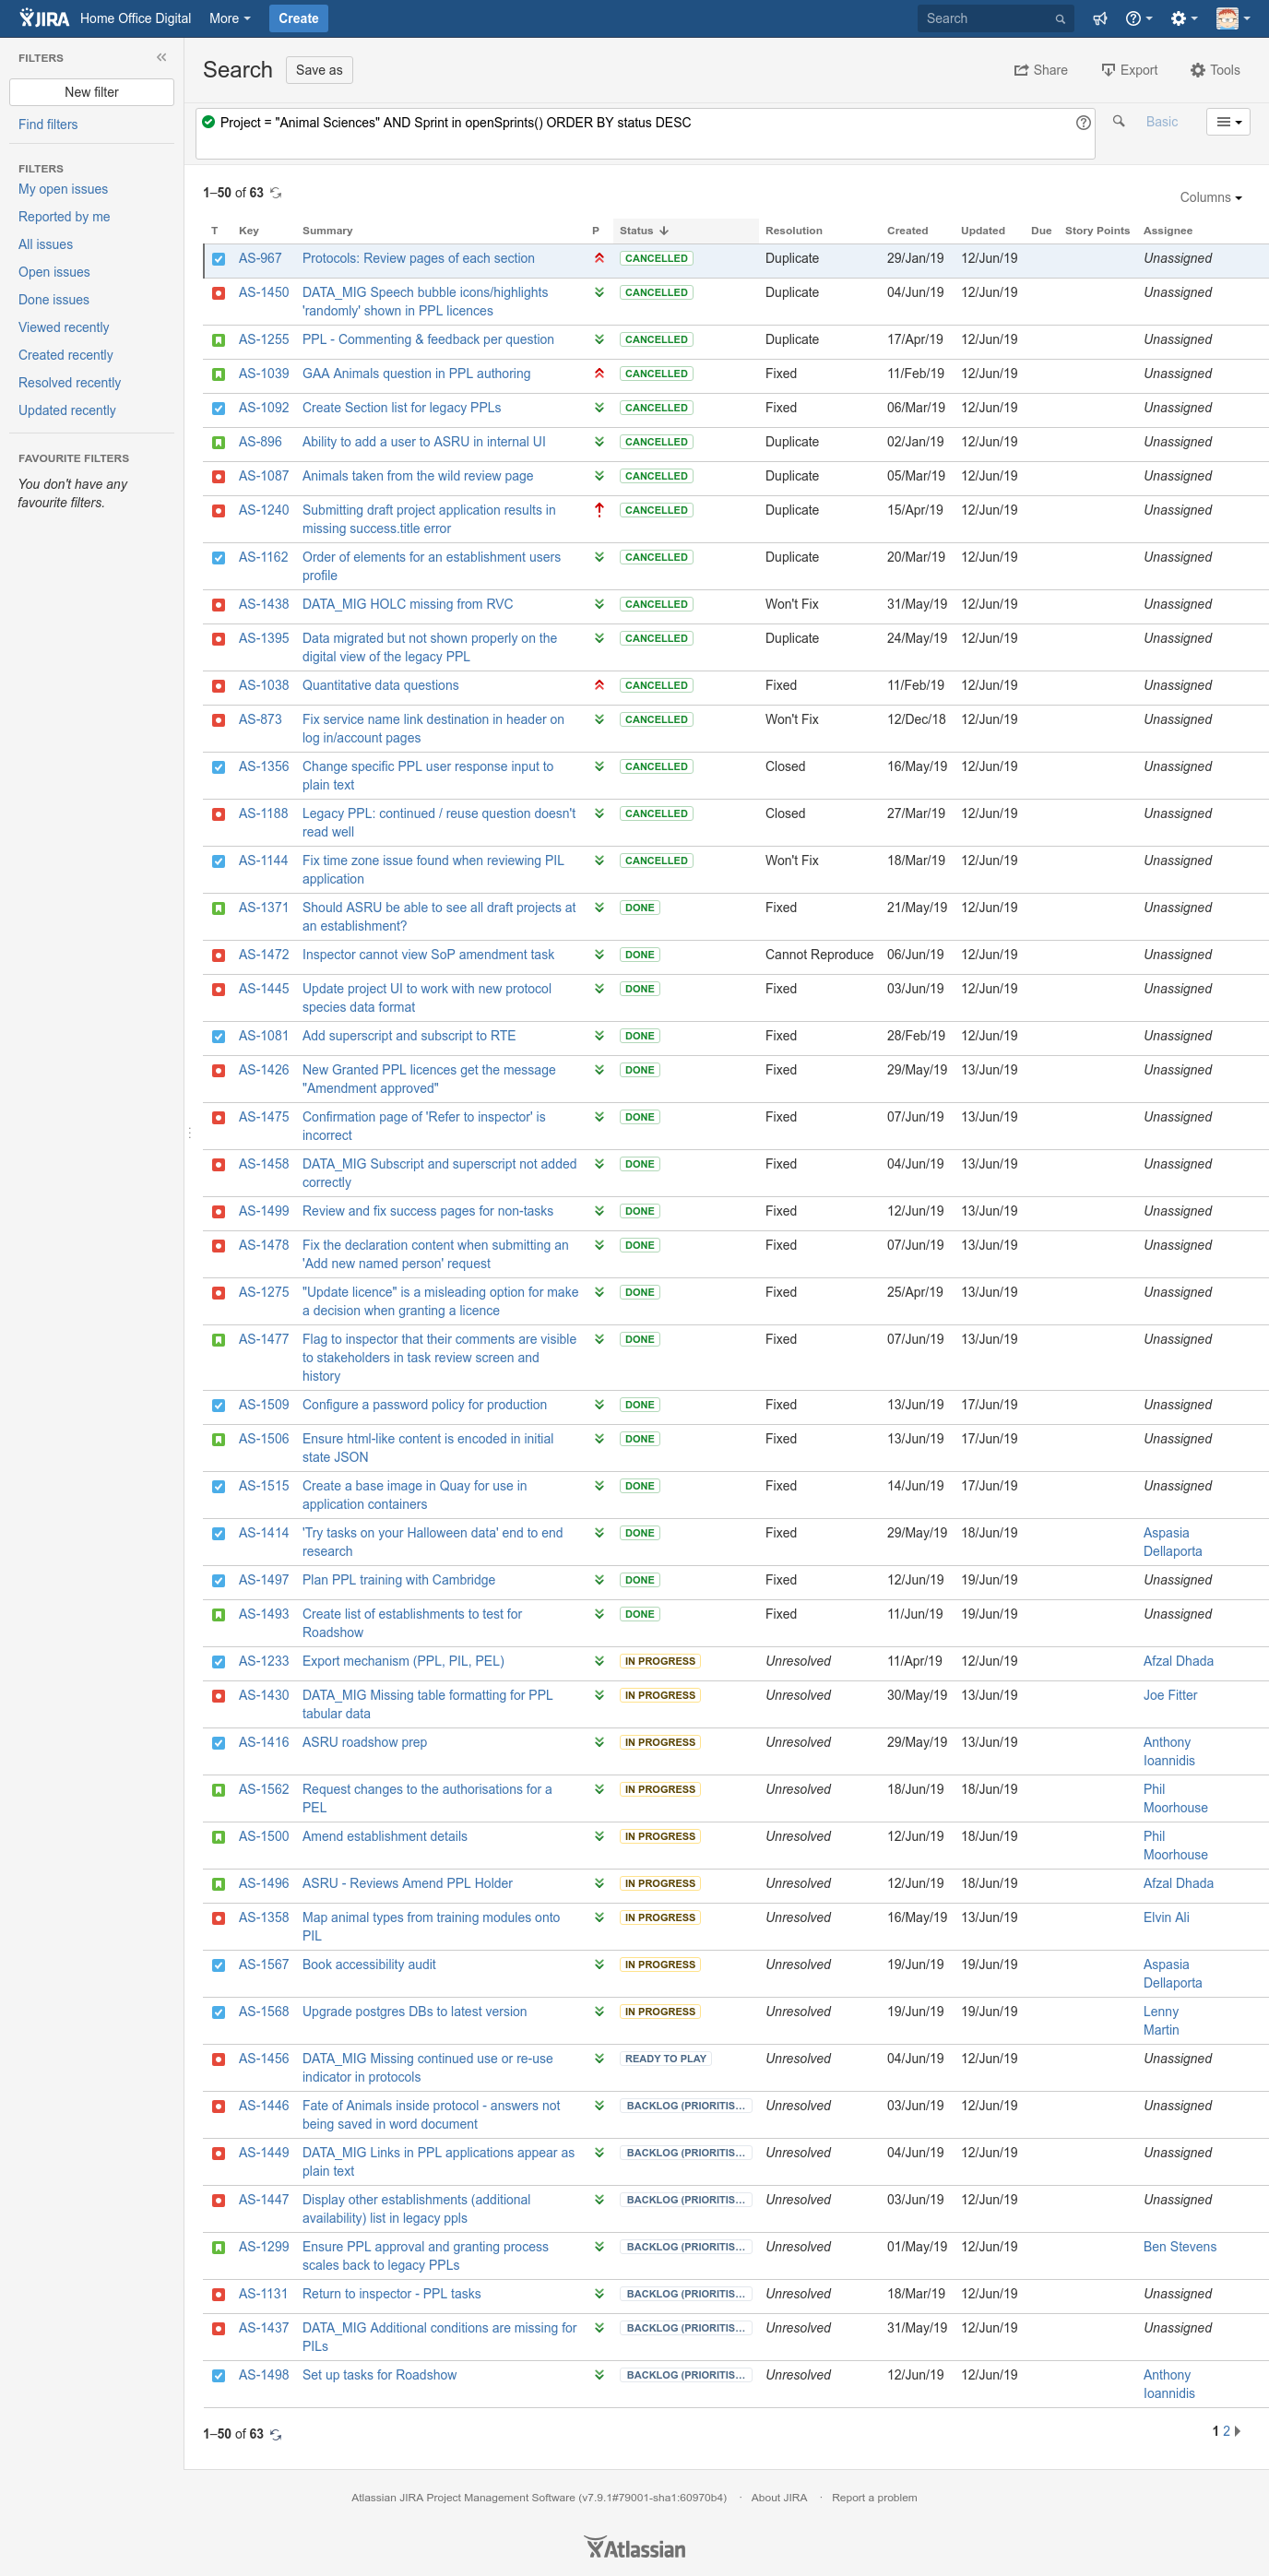 JIRA Home Office Digital More Create Search
FILTERS
New filter
Find filters
FILTERS
My open issues
Reported by me
All issues
Open issues
Done issues
Viewed recently
Created recently
Resolved recently
Updated recently
FAVOURITE FILTERS
You don't have any
favourite filters.
Search Save as Share Export Tools
Project = "Animal Sciences" AND Sprint in openSprints() ORDER BY status DESC Basic
1–50 of 63
Columns
T Key Summary P Status Resolution Created Updated Due Story Points Assignee
AS-967 Protocols: Review pages of each section CANCELLED Duplicate 29/Jan/19 12/Jun/19 Unassigned
AS-1450 DATA_MIG Speech bubble icons/highlights CANCELLED Duplicate 04/Jun/19 12/Jun/19 Unassigned
'randomly' shown in PPL licences
AS-1255 PPL - Commenting & feedback per question CANCELLED Duplicate 17/Apr/19 12/Jun/19 Unassigned
AS-1039 GAA Animals question in PPL authoring CANCELLED Fixed 11/Feb/19 12/Jun/19 Unassigned
AS-1092 Create Section list for legacy PPLs CANCELLED Fixed 06/Mar/19 12/Jun/19 Unassigned
AS-896 Ability to add a user to ASRU in internal UI CANCELLED Duplicate 02/Jan/19 12/Jun/19 Unassigned
AS-1087 Animals taken from the wild review page CANCELLED Duplicate 05/Mar/19 12/Jun/19 Unassigned
AS-1240 Submitting draft project application results in CANCELLED Duplicate 15/Apr/19 12/Jun/19 Unassigned
missing success.title error
AS-1162 Order of elements for an establishment users CANCELLED Duplicate 20/Mar/19 12/Jun/19 Unassigned
profile
AS-1438 DATA_MIG HOLC missing from RVC CANCELLED Won't Fix 31/May/19 12/Jun/19 Unassigned
AS-1395 Data migrated but not shown properly on the CANCELLED Duplicate 24/May/19 12/Jun/19 Unassigned
digital view of the legacy PPL
AS-1038 Quantitative data questions CANCELLED Fixed 11/Feb/19 12/Jun/19 Unassigned
AS-873 Fix service name link destination in header on CANCELLED Won't Fix 12/Dec/18 12/Jun/19 Unassigned
log in/account pages
AS-1356 Change specific PPL user response input to CANCELLED Closed 16/May/19 12/Jun/19 Unassigned
plain text
AS-1188 Legacy PPL: continued / reuse question doesn't CANCELLED Closed 27/Mar/19 12/Jun/19 Unassigned
read well
AS-1144 Fix time zone issue found when reviewing PIL CANCELLED Won't Fix 18/Mar/19 12/Jun/19 Unassigned
application
AS-1371 Should ASRU be able to see all draft projects at DONE Fixed 21/May/19 12/Jun/19 Unassigned
an establishment?
AS-1472 Inspector cannot view SoP amendment task DONE Cannot Reproduce 06/Jun/19 12/Jun/19 Unassigned
AS-1445 Update project UI to work with new protocol DONE Fixed 03/Jun/19 12/Jun/19 Unassigned
species data format
AS-1081 Add superscript and subscript to RTE DONE Fixed 28/Feb/19 12/Jun/19 Unassigned
AS-1426 New Granted PPL licences get the message DONE Fixed 29/May/19 13/Jun/19 Unassigned
"Amendment approved"
AS-1475 Confirmation page of 'Refer to inspector' is DONE Fixed 07/Jun/19 13/Jun/19 Unassigned
incorrect
AS-1458 DATA_MIG Subscript and superscript not added DONE Fixed 04/Jun/19 13/Jun/19 Unassigned
correctly
AS-1499 Review and fix success pages for non-tasks DONE Fixed 12/Jun/19 13/Jun/19 Unassigned
AS-1478 Fix the declaration content when submitting an DONE Fixed 07/Jun/19 13/Jun/19 Unassigned
'Add new named person' request
AS-1275 "Update licence" is a misleading option for make DONE Fixed 25/Apr/19 13/Jun/19 Unassigned
a decision when granting a licence
AS-1477 Flag to inspector that their comments are visible DONE Fixed 07/Jun/19 13/Jun/19 Unassigned
to stakeholders in task review screen and
history
AS-1509 Configure a password policy for production DONE Fixed 13/Jun/19 17/Jun/19 Unassigned
AS-1506 Ensure html-like content is encoded in initial DONE Fixed 13/Jun/19 17/Jun/19 Unassigned
state JSON
AS-1515 Create a base image in Quay for use in DONE Fixed 14/Jun/19 17/Jun/19 Unassigned
application containers
AS-1414 'Try tasks on your Halloween data' end to end DONE Fixed 29/May/19 18/Jun/19 Aspasia
research Dellaporta
AS-1497 Plan PPL training with Cambridge DONE Fixed 12/Jun/19 19/Jun/19 Unassigned
AS-1493 Create list of establishments to test for DONE Fixed 11/Jun/19 19/Jun/19 Unassigned
Roadshow
AS-1233 Export mechanism (PPL, PIL, PEL) IN PROGRESS Unresolved 11/Apr/19 12/Jun/19 Afzal Dhada
AS-1430 DATA_MIG Missing table formatting for PPL IN PROGRESS Unresolved 30/May/19 13/Jun/19 Joe Fitter
tabular data
AS-1416 ASRU roadshow prep IN PROGRESS Unresolved 29/May/19 13/Jun/19 Anthony
Ioannidis
AS-1562 Request changes to the authorisations for a IN PROGRESS Unresolved 18/Jun/19 18/Jun/19 Phil
PEL Moorhouse
AS-1500 Amend establishment details IN PROGRESS Unresolved 12/Jun/19 18/Jun/19 Phil
Moorhouse
AS-1496 ASRU - Reviews Amend PPL Holder IN PROGRESS Unresolved 12/Jun/19 18/Jun/19 Afzal Dhada
AS-1358 Map animal types from training modules onto IN PROGRESS Unresolved 16/May/19 13/Jun/19 Elvin Ali
PIL
AS-1567 Book accessibility audit IN PROGRESS Unresolved 19/Jun/19 19/Jun/19 Aspasia
Dellaporta
AS-1568 Upgrade postgres DBs to latest version IN PROGRESS Unresolved 19/Jun/19 19/Jun/19 Lenny
Martin
AS-1456 DATA_MIG Missing continued use or re-use READY TO PLAY Unresolved 04/Jun/19 12/Jun/19 Unassigned
indicator in protocols
AS-1446 Fate of Animals inside protocol - answers not BACKLOG (PRIORITIS... Unresolved 03/Jun/19 12/Jun/19 Unassigned
being saved in word document
AS-1449 DATA_MIG Links in PPL applications appear as BACKLOG (PRIORITIS... Unresolved 04/Jun/19 12/Jun/19 Unassigned
plain text
AS-1447 Display other establishments (additional BACKLOG (PRIORITIS... Unresolved 03/Jun/19 12/Jun/19 Unassigned
availability) list in legacy ppls
AS-1299 Ensure PPL approval and granting process BACKLOG (PRIORITIS... Unresolved 01/May/19 12/Jun/19 Ben Stevens
scales back to legacy PPLs
AS-1131 Return to inspector - PPL tasks BACKLOG (PRIORITIS... Unresolved 18/Mar/19 12/Jun/19 Unassigned
AS-1437 DATA_MIG Additional conditions are missing for BACKLOG (PRIORITIS... Unresolved 31/May/19 12/Jun/19 Unassigned
PILs
AS-1498 Set up tasks for Roadshow BACKLOG (PRIORITIS... Unresolved 12/Jun/19 12/Jun/19 Anthony
Ioannidis
1–50 of 63 1 2
Atlassian JIRA Project Management Software (v7.9.1#79001-sha1:60970b4) · About JIRA · Report a problem
Atlassian